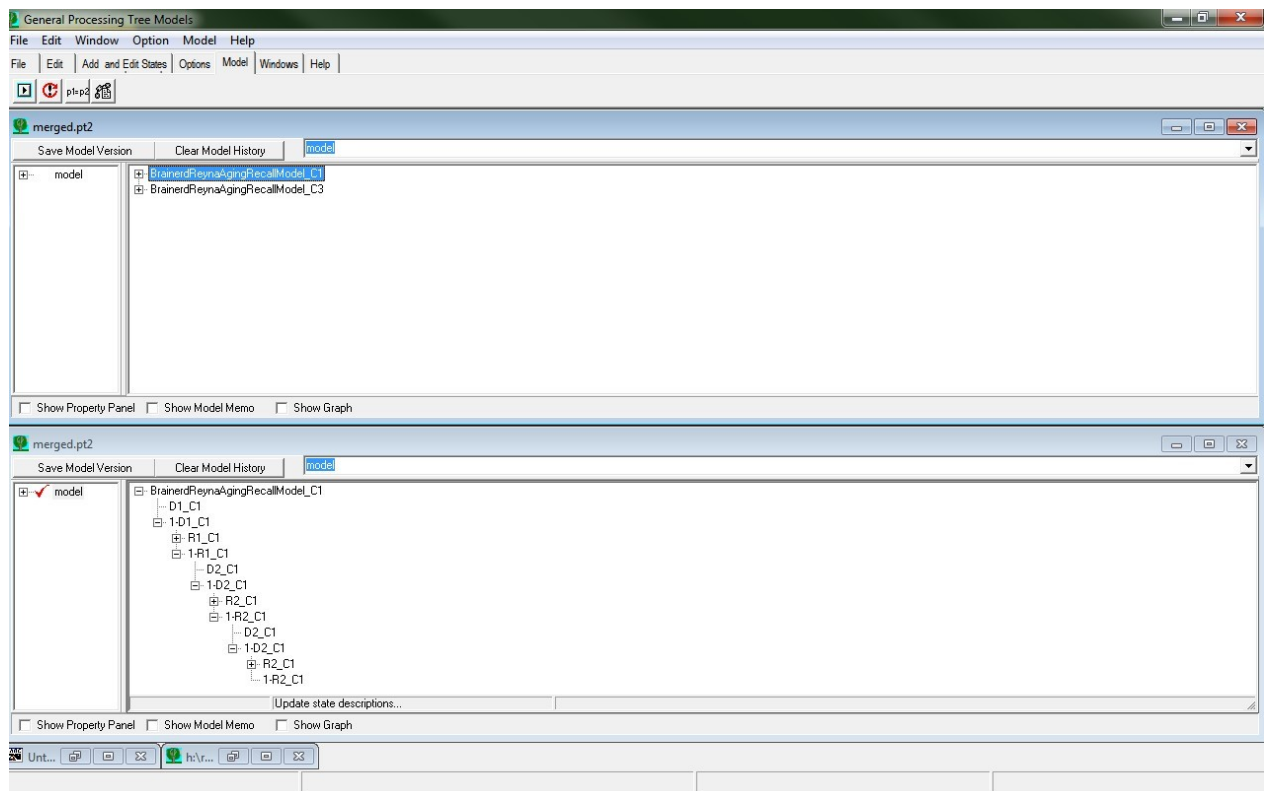 General Processing Tree Models
File Edit Window Option Model Help
File Edit Add and Edit States Options Model Windows Help
p1=p2
merged.pt2
Save Model Version Clear Model History model
model BrainerdReynaAgingRecallModel_C1
BrainerdReynaAgingRecallModel_C3
Show Property Panel Show Model Memo Show Graph
merged.pt2
Save Model Version Clear Model History model
model BrainerdReynaAgingRecallModel_C1
D1_C1
1-D1_C1
R1_C1
1-R1_C1
D2_C1
1-D2_C1
R2_C1
1-R2_C1
D2_C1
1-D2_C1
R2_C1
1-R2_C1
Update state descriptions...
Show Property Panel Show Model Memo Show Graph
Unt... h:\r...